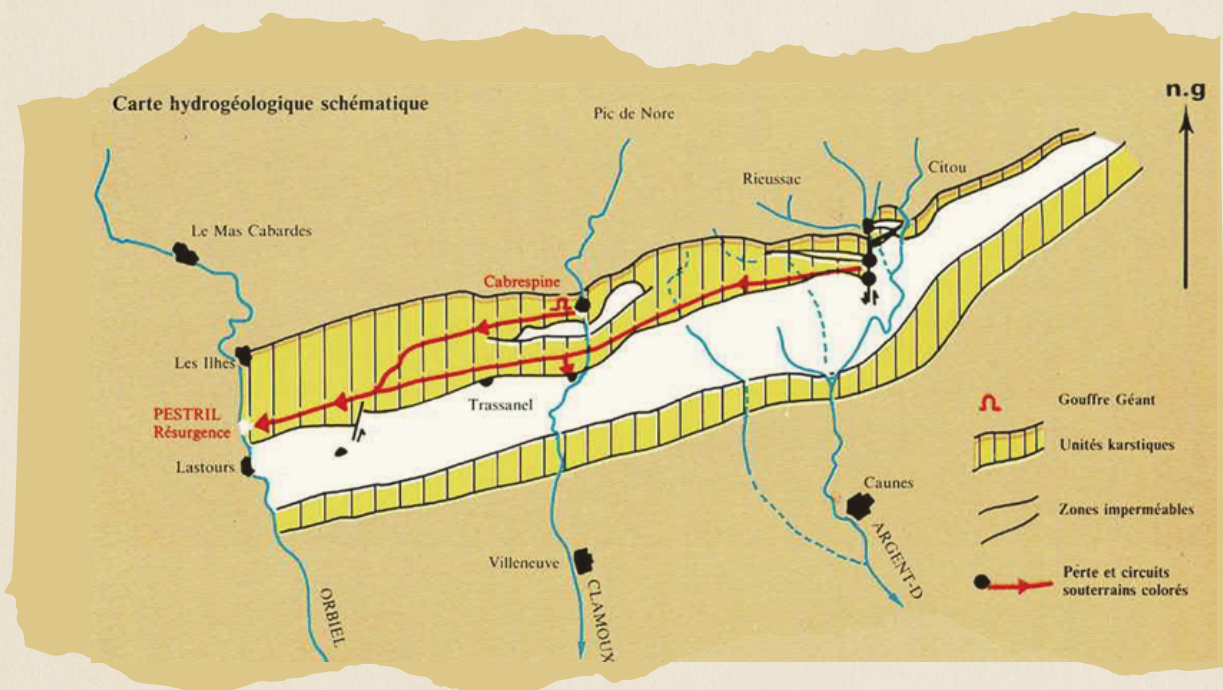 Carte hydrogéologique schématique
n.g
Pic de Nore
Citou
Rieussac
Le Mas Cabardes
Cabrespine
Les Ilhes
PESTRIL
Résurgence
Trassanel
Lastours
Gouffre Géant
Unités karstiques
Caunes
Zones imperméables
ARGENT-D
Villeneuve
Perte et circuits
souterrains colorés
ORBIEL
CLAMOUX